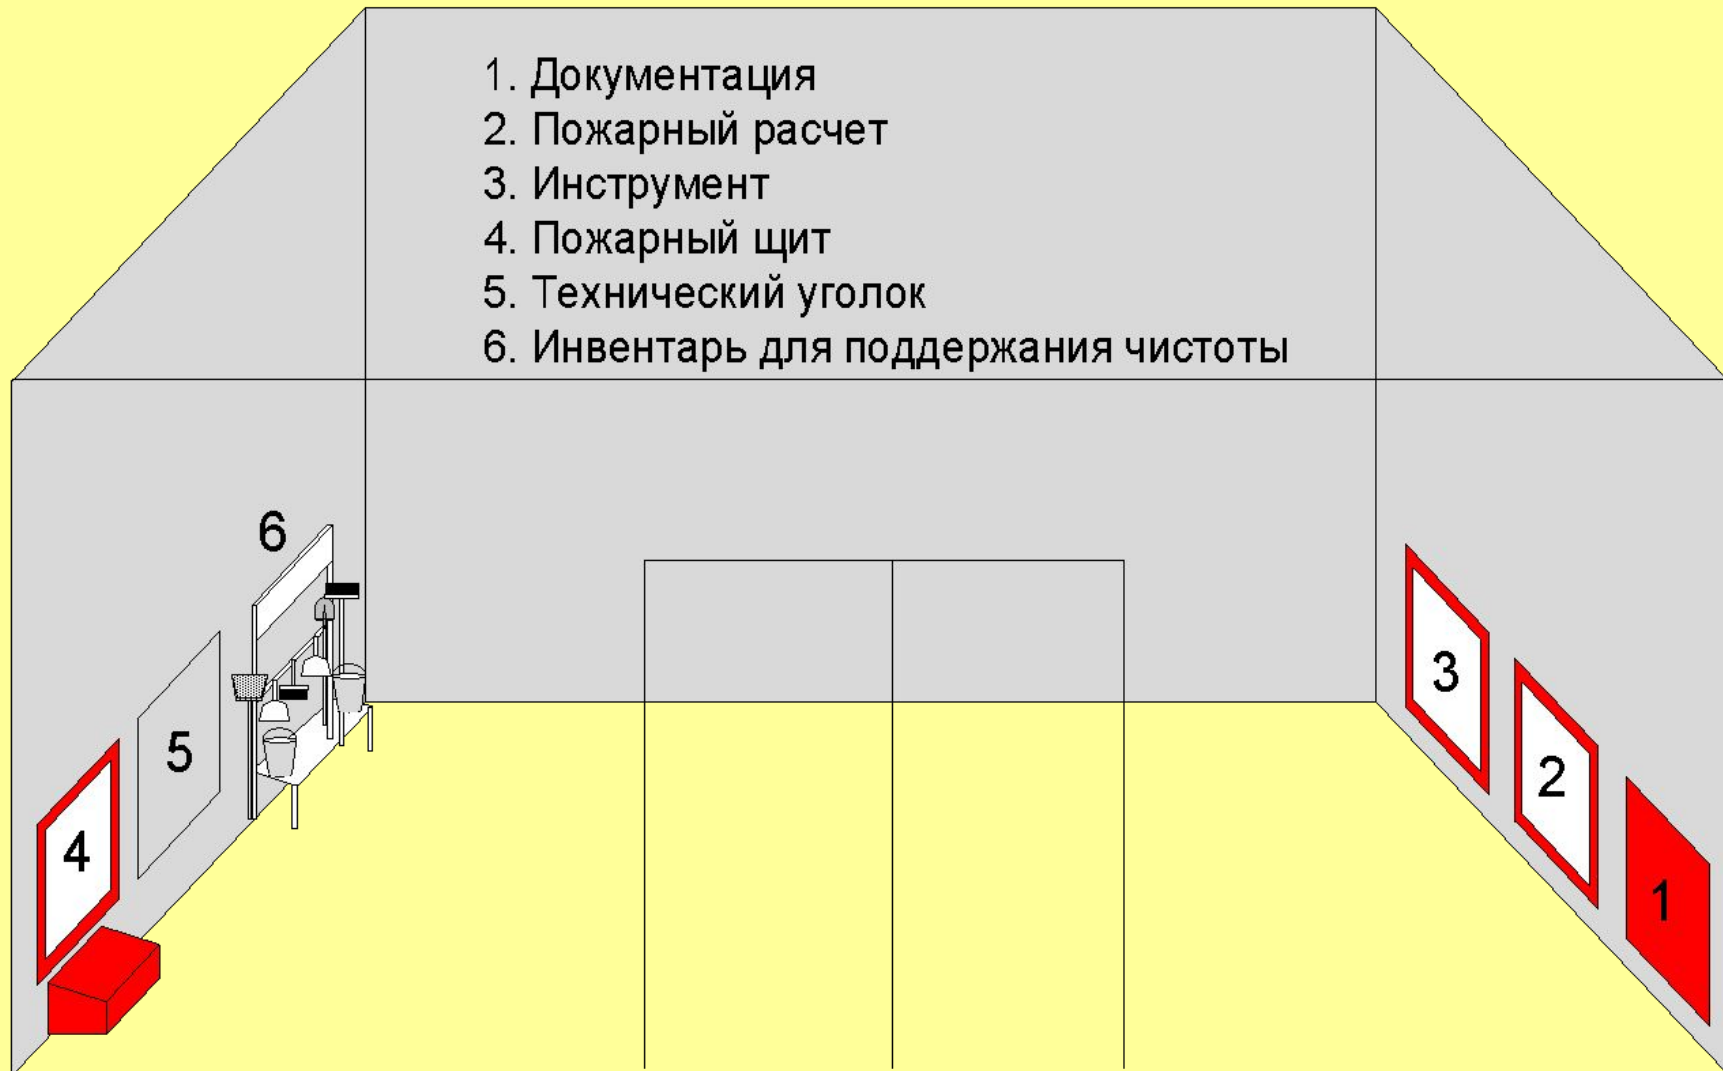 1. Документация
2. Пожарный расчет
3. Инструмент
4. Пожарный щит
5. Технический уголок
6. Инвентарь для поддержания чистоты
6
5
4
3
2
1